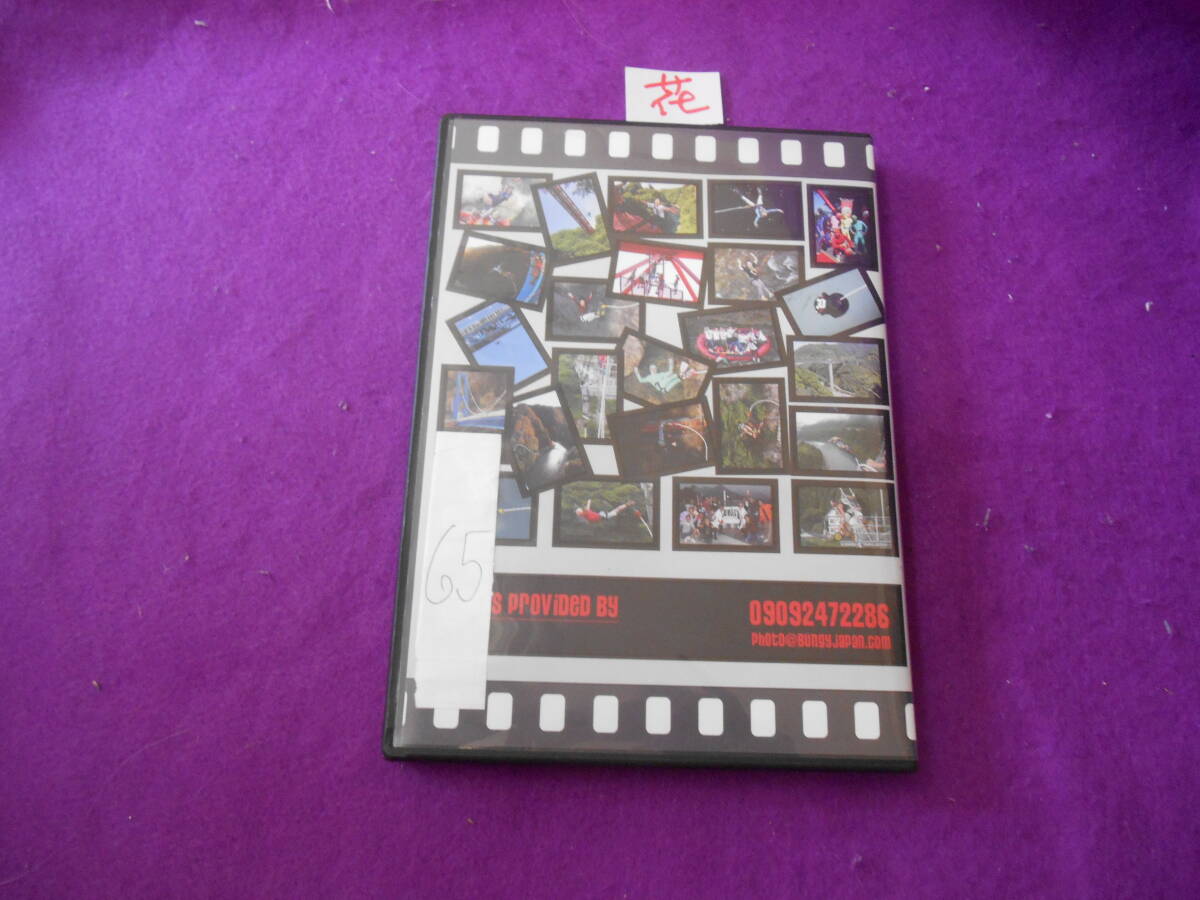 花
65
s PROViDED BY
09092472286
Photo@BungyJapan.com